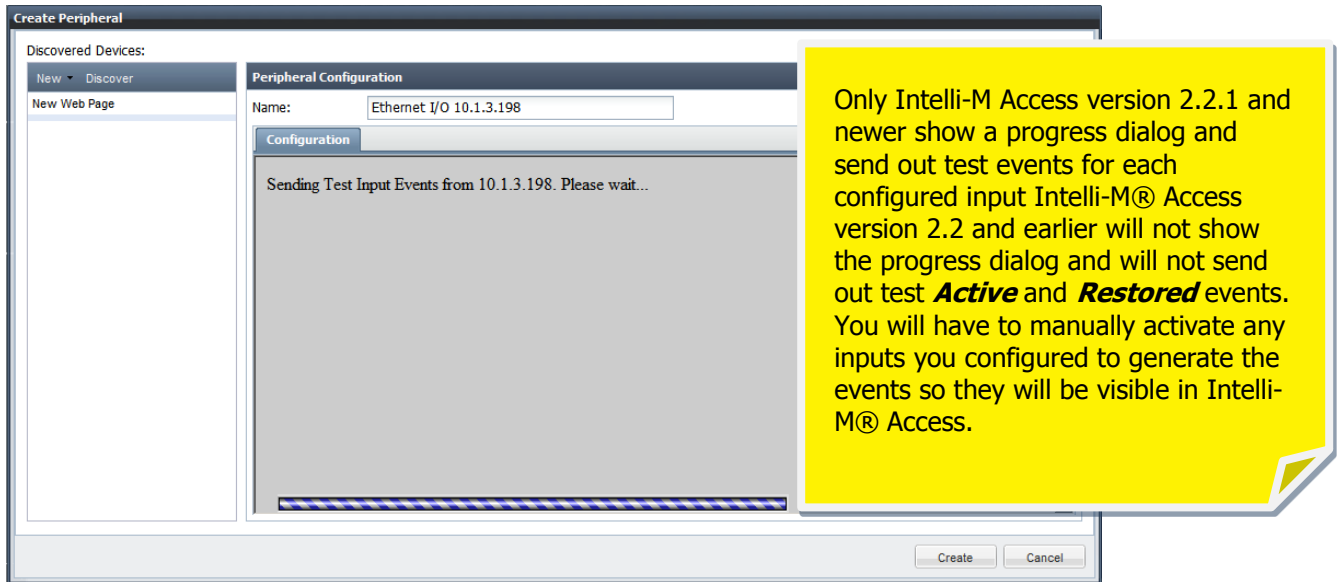 Create Peripheral
Discovered Devices:
New Discover
New Web Page
Peripheral Configuration
Name: Ethernet I/O 10.1.3.198
Configuration
Sending Test Input Events from 10.1.3.198. Please wait...
Create Cancel
Only Intelli-M Access version 2.2.1 and
newer show a progress dialog and
send out test events for each
configured input Intelli-M® Access
version 2.2 and earlier will not show
the progress dialog and will not send
out test Active and Restored events.
You will have to manually activate any
inputs you configured to generate the
events so they will be visible in Intelli-
M® Access.